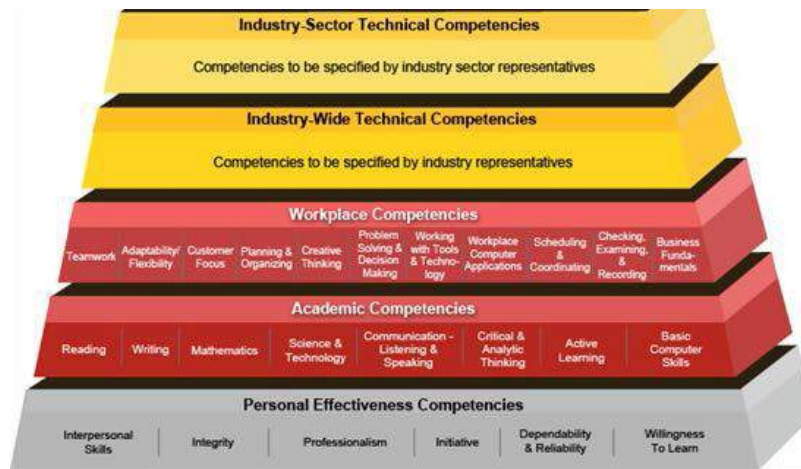 Industry-Sector Technical Competencies
Competencies to be specified by industry sector representatives
Industry-Wide Technical Competencies
Competencies to be specified by industry representatives
Workplace Competencies
Teamwork
Adaptability/
Flexibility
Customer
Focus
Planning &
Organizing
Creative
Thinking
Problem
Solving &
Decision
Making
Working
with Tools
& Techno-
logy
Workplace
Computer
Applications
Scheduling
&
Coordinating
Checking,
Examining,
&
Recording
Business
Funda-
mentals
Academic Competencies
Reading
Writing
Mathematics
Science &
Technology
Communication -
Listening &
Speaking
Critical &
Analytic
Thinking
Active
Learning
Basic
Computer
Skills
Personal Effectiveness Competencies
Interpersonal
Skills
Integrity
Professionalism
Initiative
Dependability
& Reliability
Willingness
To Learn